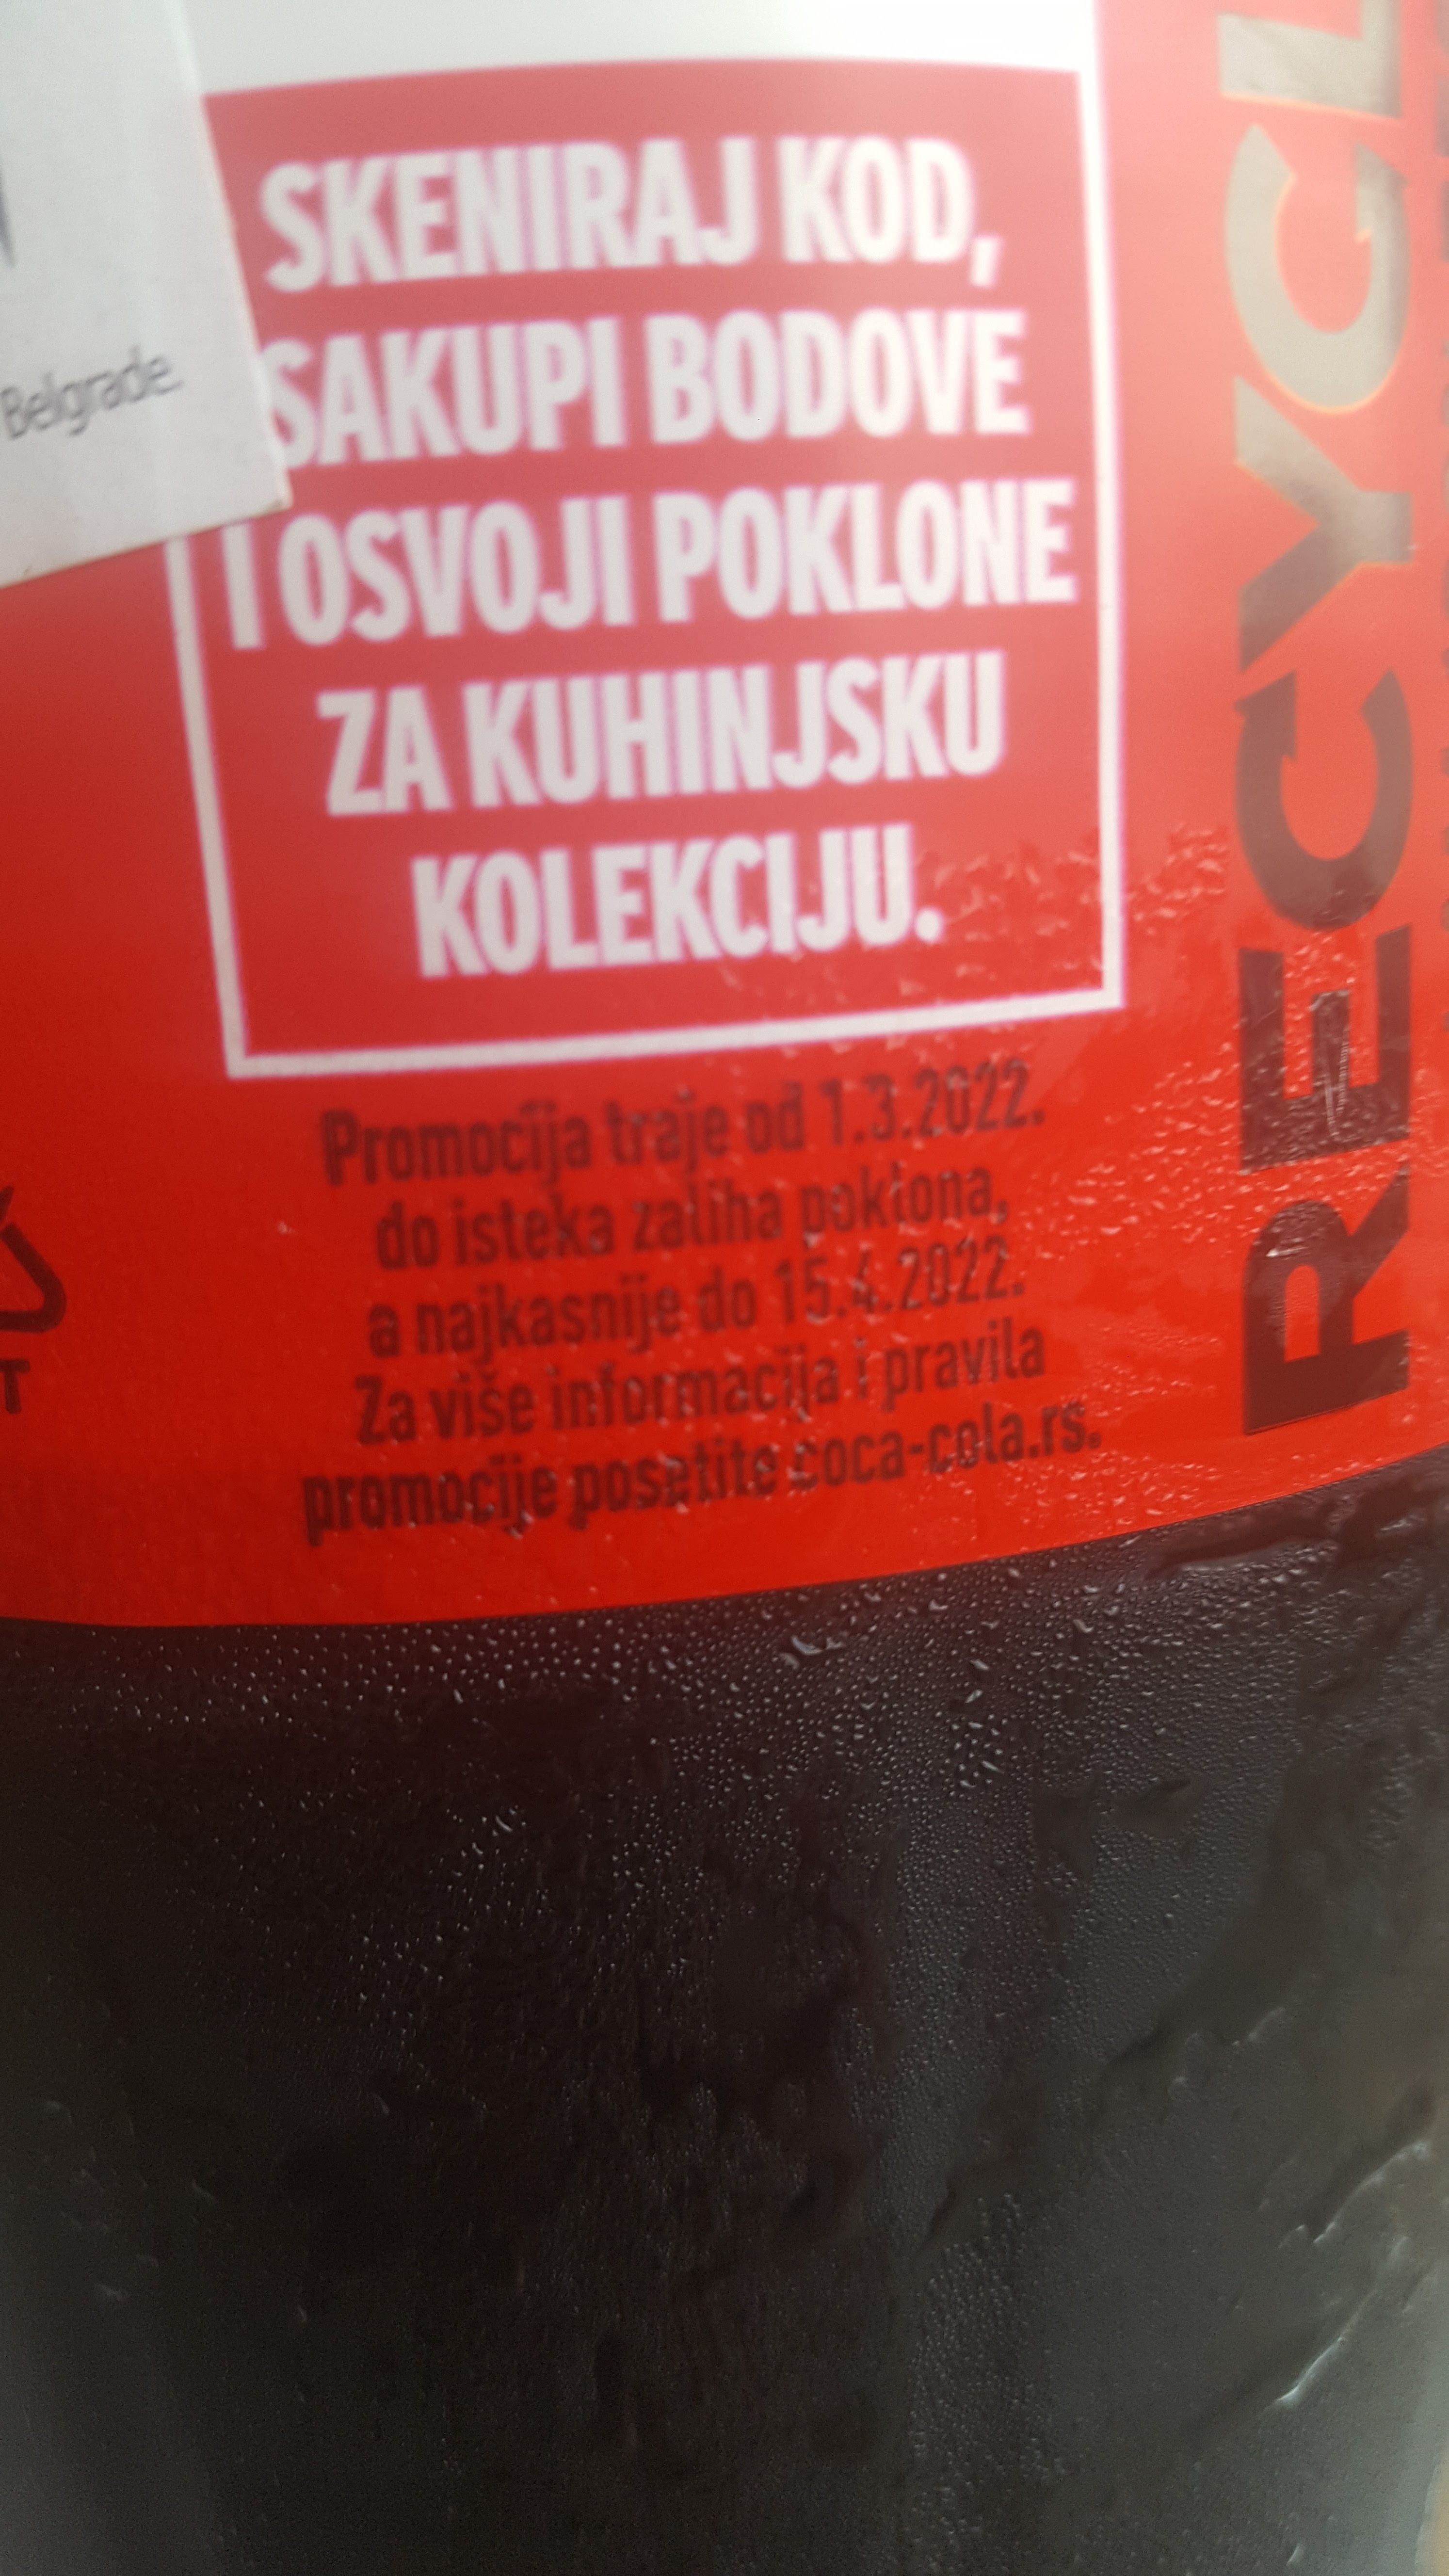 Belgrade
SKENIRAJ KOD,
SAKUPI BODOVE
I OSVOJI POKLONE
ZA KUHINJSKU
KOLEKCIJU.
Promocija traje od 1.3.2022.
do isteka zaliha poklona,
a najkasnije do 15.4.2022.
Za više informacija i pravila
promocije posetite coca-cola.rs.
T
RECYCL